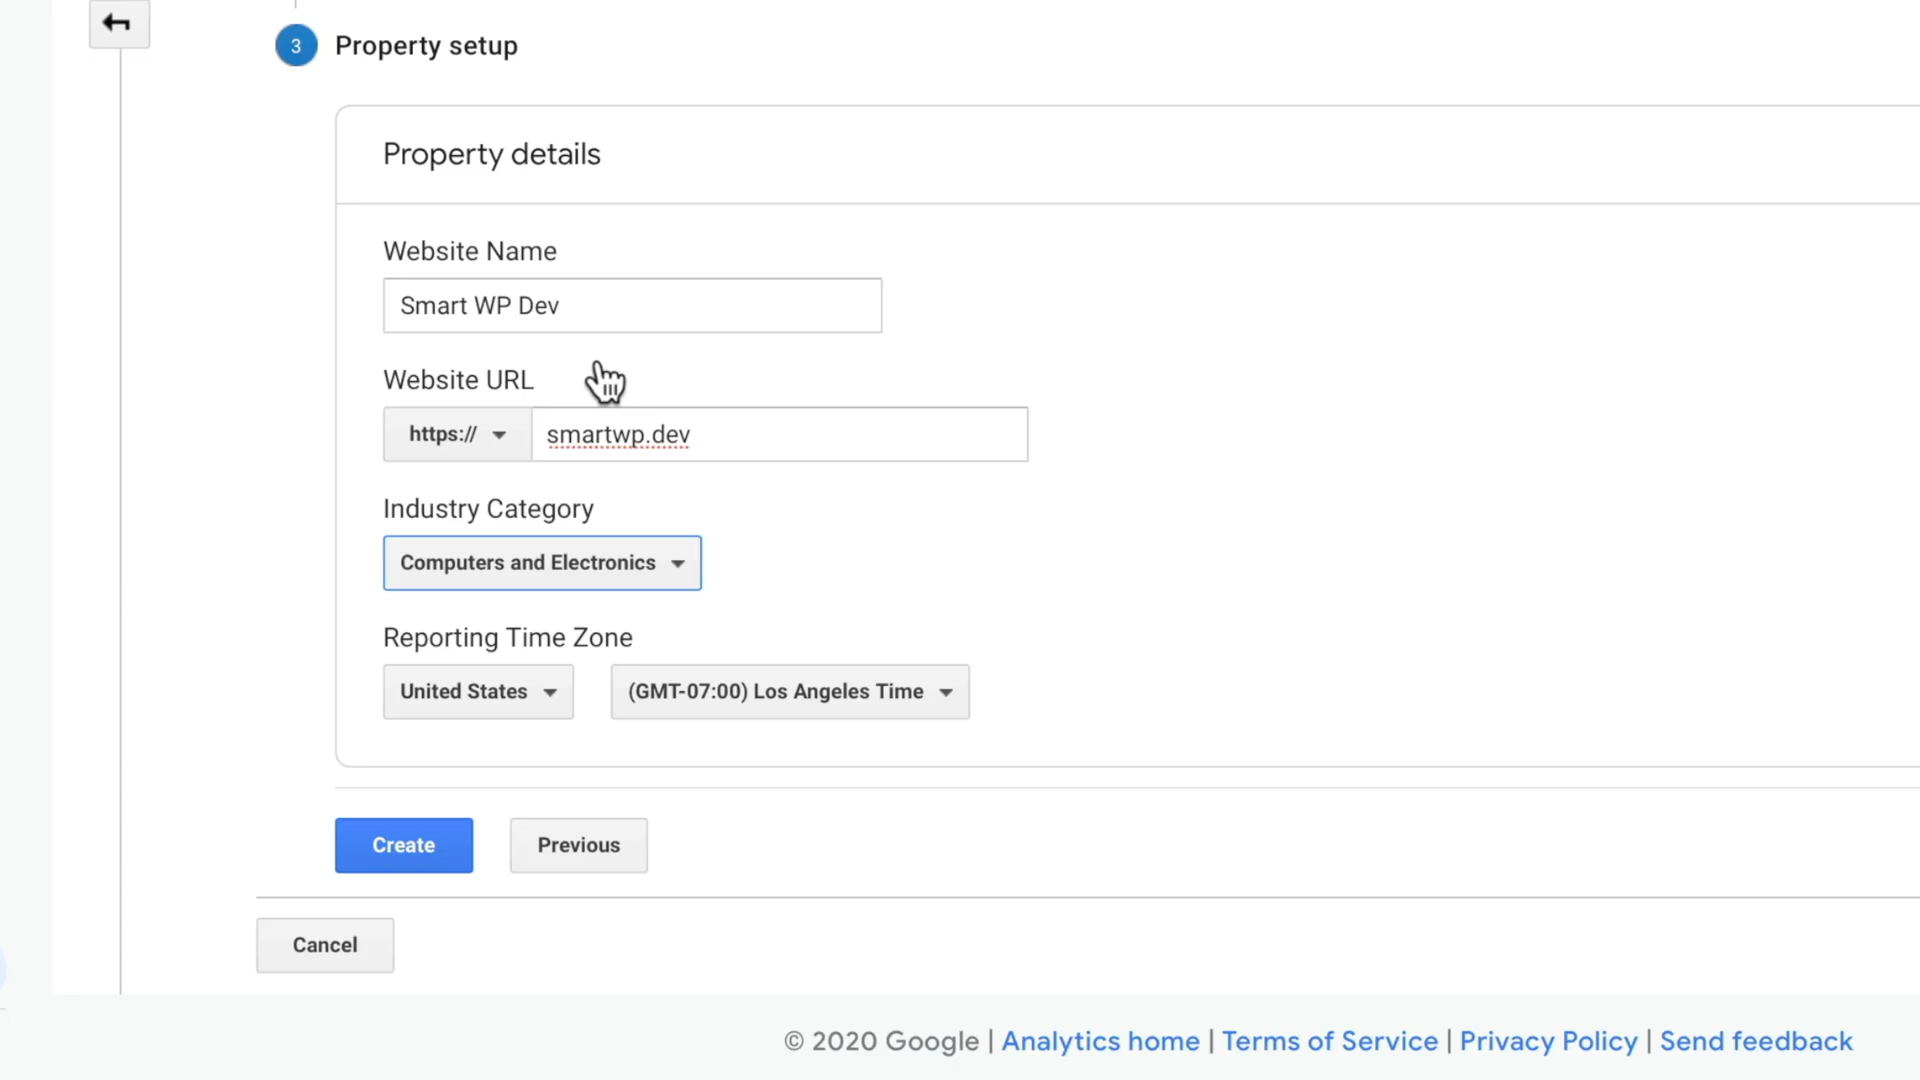 3 Property setup
Property details
Website Name
Smart WP Dev
Website URL
https:// smartwp.dev
Industry Category
Computers and Electronics
Reporting Time Zone
United States (GMT-07:00) Los Angeles Time
Create Previous
Cancel
© 2020 Google | Analytics home | Terms of Service | Privacy Policy | Send feedback